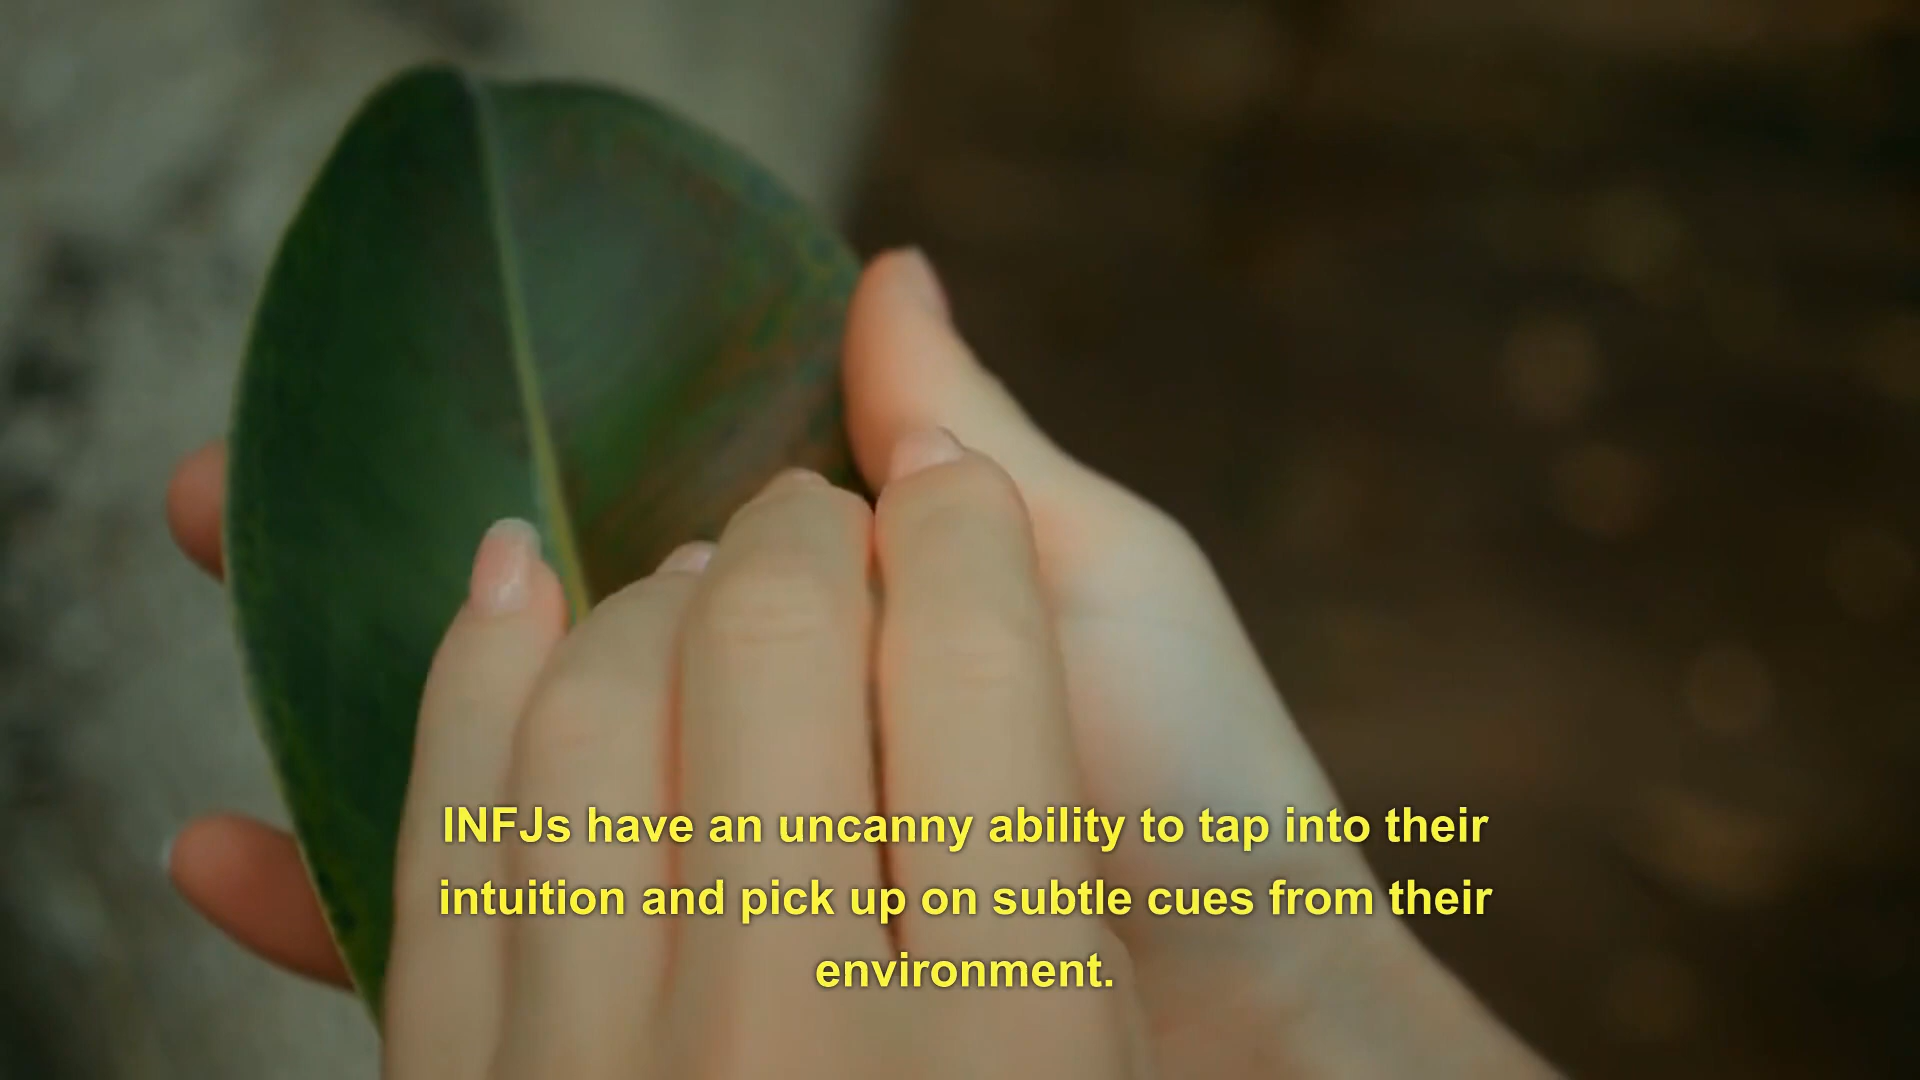 INFJs have an uncanny ability to tap into their
intuition and pick up on subtle cues from their
environment.